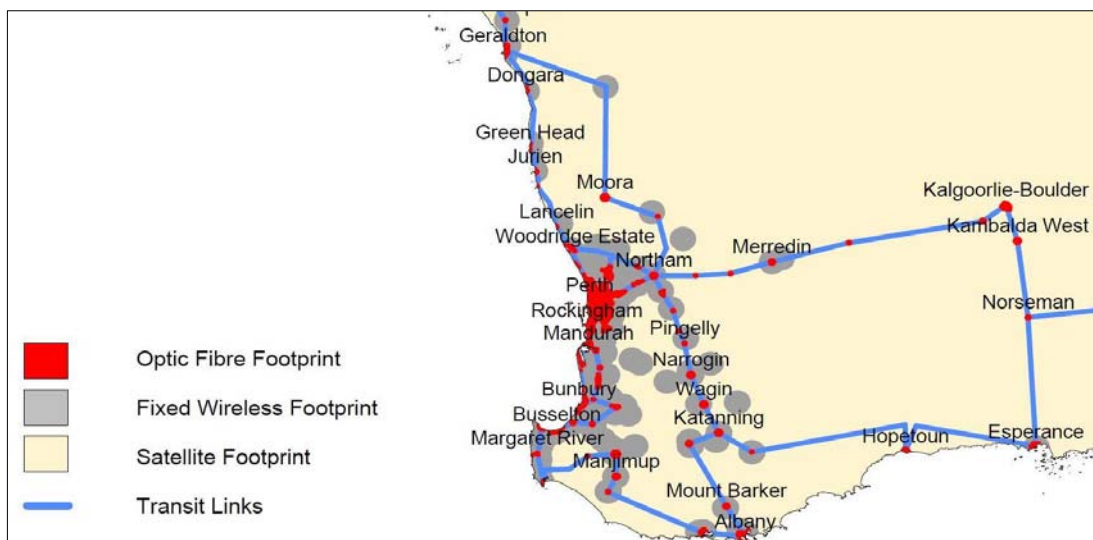 Geraldton
Dongara
Green Head
Jurien
Moora
Kalgoorlie-Boulder
Lancelin
Kambalda West
Woodridge Estate
Merredin
Northam
Perth
Norseman
Rockingham
Mandurah
Pingelly
Optic Fibre Footprint
Narrogin
Bunbury
Wagin
Fixed Wireless Footprint
Busselton
Katanning
Margaret River
Hopetoun
Esperance
Satellite Footprint
Manjimup
Mount Barker
Transit Links
Albany